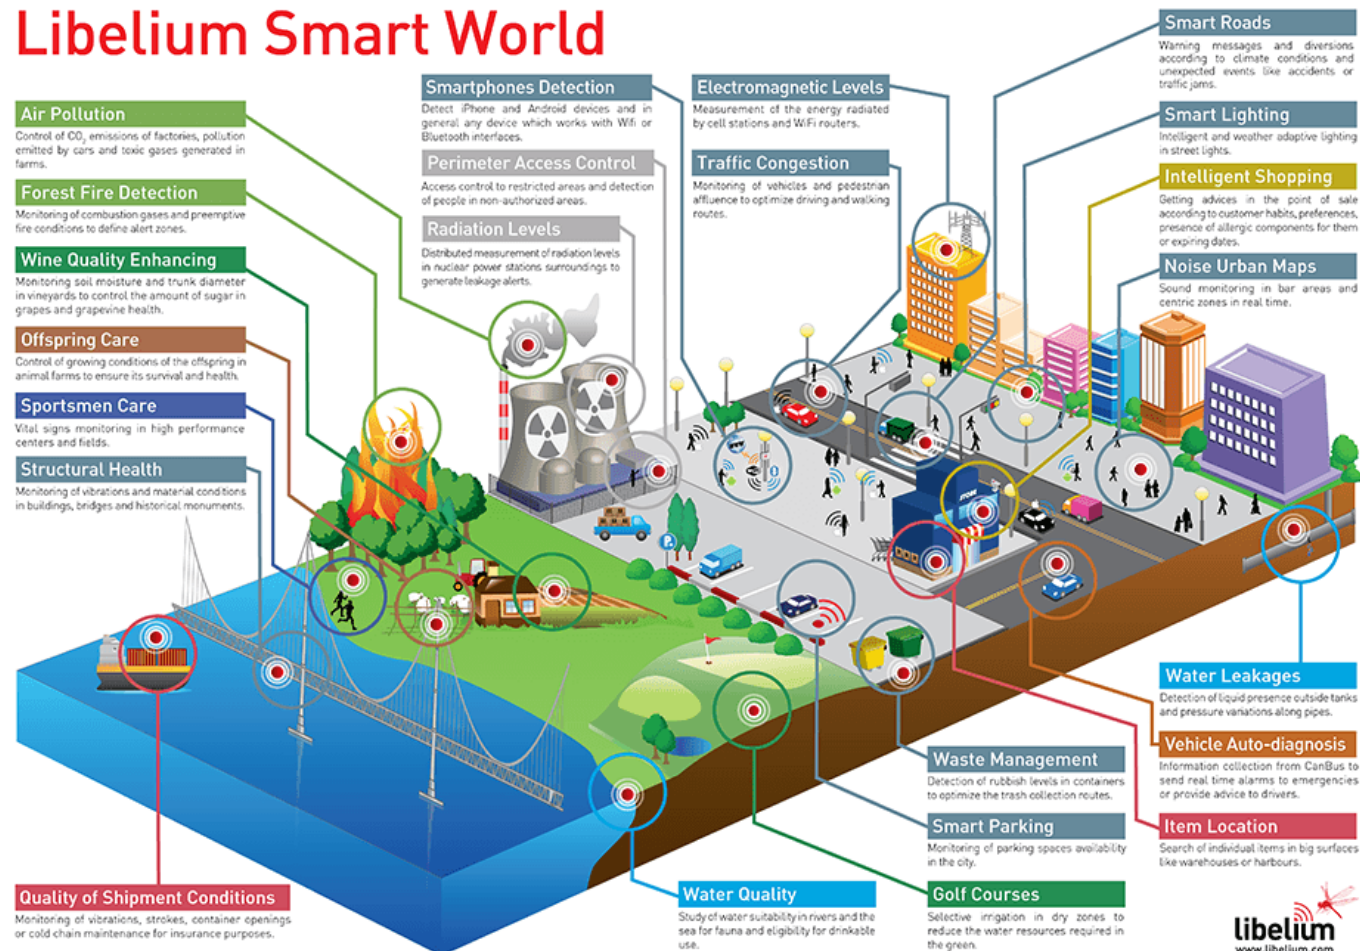 Libelium Smart World
Air Pollution
Control of CO₂ emissions of factories, pollution
emitted by cars and toxic gases generated in
farms.
Forest Fire Detection
Monitoring of combustion gases and preemptive
fire conditions to define alert zones.
Wine Quality Enhancing
Monitoring soil moisture and trunk diameter
in vineyards to control the amount of sugar in
grapes and grapevine health.
Offspring Care
Control of growing conditions of the offspring in
animal farms to ensure its survival and health.
Sportsmen Care
Vital signs monitoring in high performance
centers and fields.
Structural Health
Monitoring of vibrations and material conditions
in buildings, bridges and historical monuments.
Quality of Shipment Conditions
Monitoring of vibrations, strokes, container openings
or cold chain maintenance for insurance purposes.
Smartphones Detection
Detect iPhone and Android devices and in
general any device which works with Wifi or
Bluetooth interfaces.
Perimeter Access Control
Access control to restricted areas and detection
of people in non-authorized areas.
Radiation Levels
Distributed measurement of radiation levels
in nuclear power stations surroundings to
generate leakage alerts.
Electromagnetic Levels
Measurement of the energy radiated
by cell stations and WiFi routers.
Traffic Congestion
Monitoring of vehicles and pedestrian
affluence to optimize driving and walking
routes.
Smart Roads
Warning messages and diversions
according to climate conditions and
unexpected events like accidents or
traffic jams.
Smart Lighting
Intelligent and weather adaptive lighting
in street lights.
Intelligent Shopping
Getting advices in the point of sale
according to customer habits, preferences,
presence of allergic components for them
or expiring dates.
Noise Urban Maps
Sound monitoring in bar areas and
centric zones in real time.
STORE
P
Water Leakages
Detection of liquid presence outside tanks
and pressure variations along pipes.
Vehicle Auto-diagnosis
Information collection from CanBus to
send real time alarms to emergencies
or provide advice to drivers.
Item Location
Search of individual items in big surfaces
like warehouses or harbours.
Waste Management
Detection of rubbish levels in containers
to optimize the trash collection routes.
Smart Parking
Monitoring of parking spaces availability
in the city.
Golf Courses
Selective irrigation in dry zones to
reduce the water resources required in
the green.
Water Quality
Study of water suitability in rivers and the
sea for fauna and eligibility for drinkable
use.
libelium
www.libelium.com